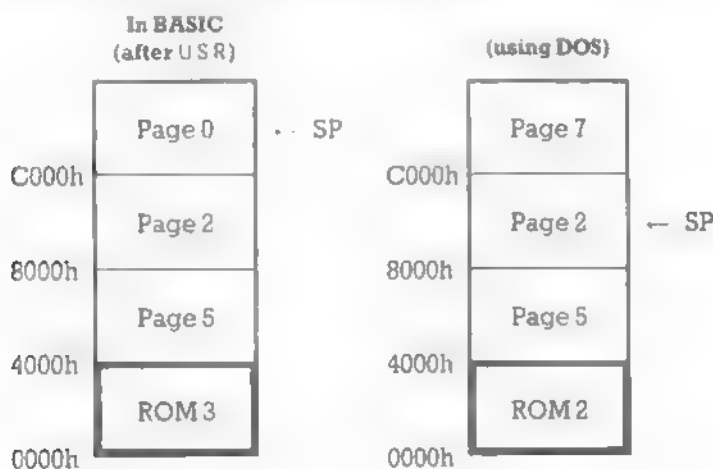 In BASIC
(after USR)
Page 0
← SP
C000h
Page 2
8000h
Page 5
4000h
ROM 3
0000h
(using DOS)
Page 7
C000h
Page 2
← SP
8000h
Page 5
4000h
ROM 2
0000h